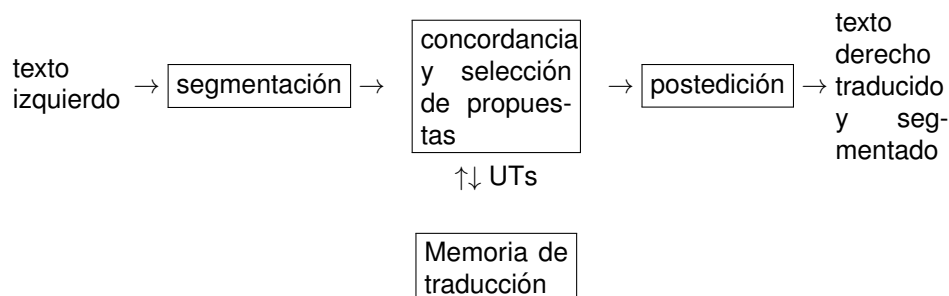 texto
izquierdo
→ segmentación →
concordancia
y selección
de propues-
tas
→ postedición →
texto
derecho
traducido
y seg-
mentado
↑↓ UTs
Memoria de
traducción